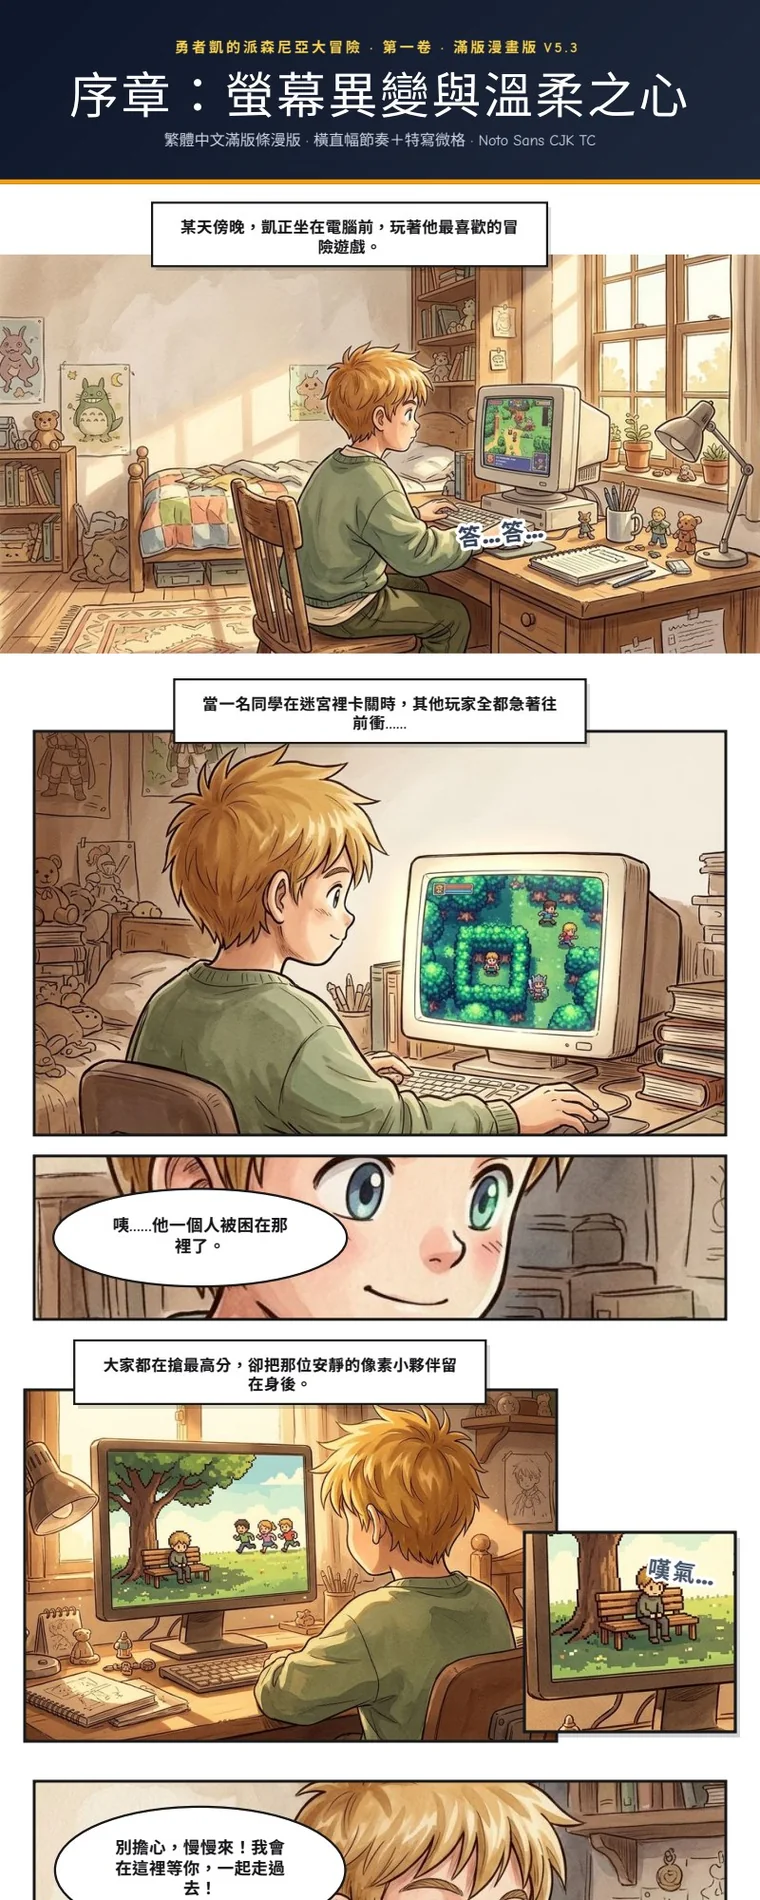 勇者凱的派森尼亞大冒險 · 第一卷 · 滿版漫畫版 V5.3
序章：螢幕異變與溫柔之心
繁體中文滿版條漫版 · 橫直幅節奏＋特寫微格 · Noto Sans CJK TC
某天傍晚，凱正坐在電腦前，玩著他最喜歡的冒
險遊戲。
答...答...
當一名同學在迷宮裡卡關時，其他玩家全都急著往
前衝……
咦……他一個人被困在那
裡了。
大家都在搶最高分，卻把那位安靜的像素小夥伴留
在身後。
嘆氣...
別擔心，慢慢來！我會
在這裡等你，一起走過
去！